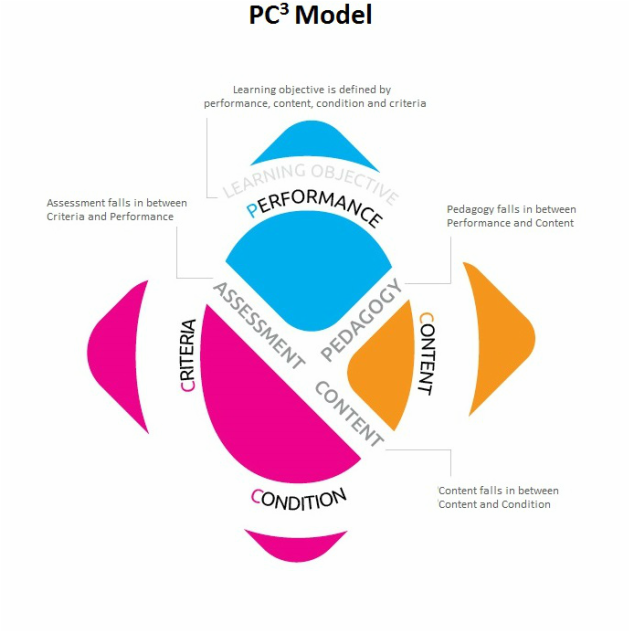 PC³ Model
Learning objective is defined by
performance, content, condition and criteria
LEARNING OBJECTIVE
PERFORMANCE
Assessment falls in between
Criteria and Performance
Pedagogy falls in between
Performance and Content
ASSESSMENT
PEDAGOGY
CRITERIA
CONTENT
CONTENT
Content falls in between
Content and Condition
CONDITION